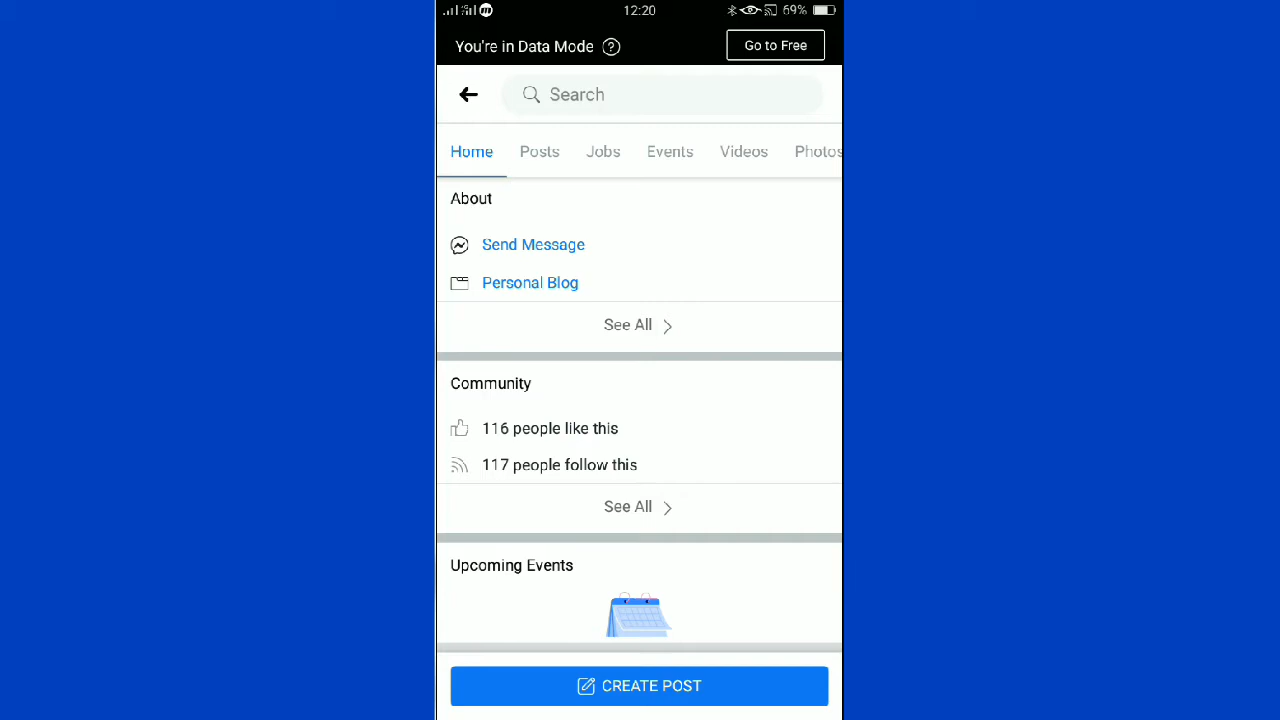 12:20 69%
You're in Data Mode Go to Free
Search
Home Posts Jobs Events Videos Photos
About
Send Message
Personal Blog
See All
Community
116 people like this
117 people follow this
See All
Upcoming Events
CREATE POST